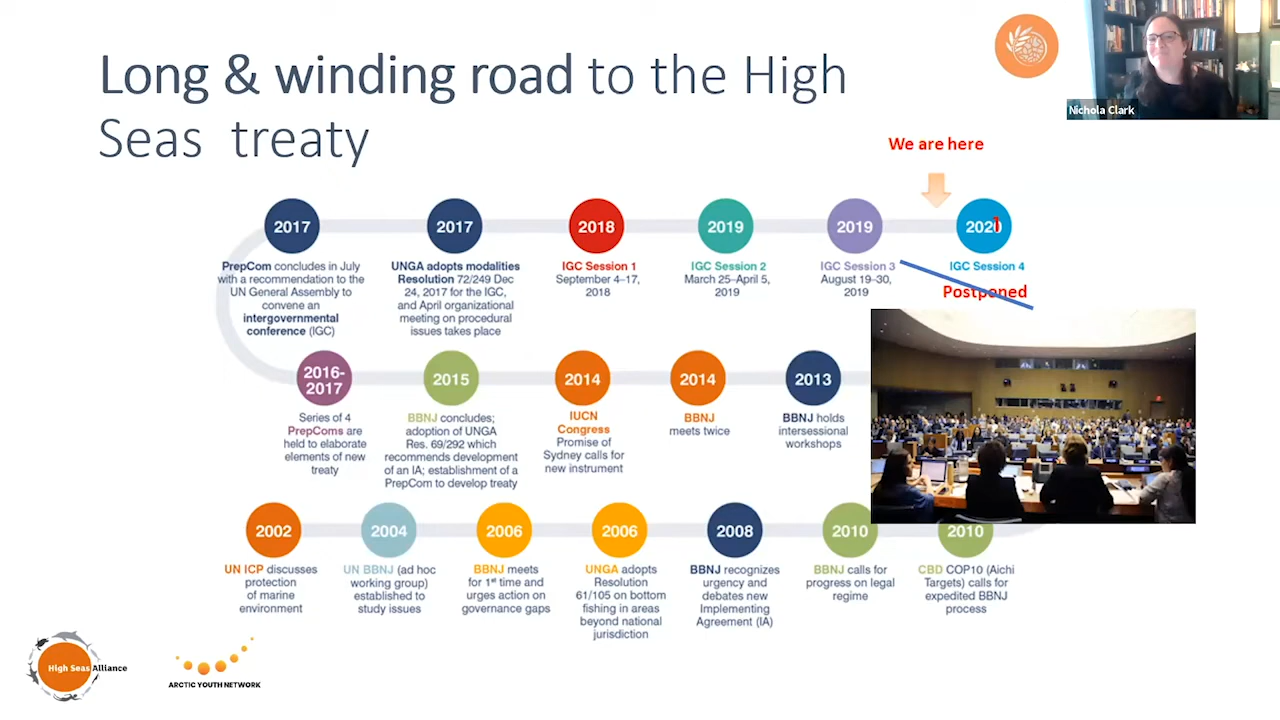 Long & winding road to the High
Seas treaty
Nichola Clark
We are here
2017
2017
2018
2019
2019
2021
PrepCom concludes in July
with a recommendation to the
UN General Assembly to
convene an
intergovernmental
conference (IGC)
UNGA adopts modalities
Resolution 72/249 Dec
24, 2017 for the IGC,
and April organizational
meeting on procedural
issues takes place
IGC Session 1
September 4–17,
2018
IGC Session 2
March 25–April 5,
2019
IGC Session 3
August 19–30,
2019
IGC Session 4
Postponed
2016-
2017
2015
2014
2014
2013
Series of 4
PrepComs are
held to elaborate
elements of new
treaty
BBNJ concludes;
adoption of UNGA
Res. 69/292 which
recommends development
of an IA; establishment of a
PrepCom to develop treaty
IUCN
Congress
Promise of
Sydney calls for
new instrument
BBNJ
meets twice
BBNJ holds
intersessional
workshops
2002
2004
2006
2006
2008
2010
2010
UN ICP discusses
protection
of marine
environment
UN BBNJ (ad hoc
working group)
established to
study issues
BBNJ meets
for 1st time and
urges action on
governance gaps
UNGA adopts
Resolution
61/105 on bottom
fishing in areas
beyond national
jurisdiction
BBNJ recognizes
urgency and
debates new
Implementing
Agreement (IA)
BBNJ calls for
progress on legal
regime
CBD COP10 (Aichi
Targets) calls for
expedited BBNJ
process
High Seas Alliance
ARCTIC YOUTH NETWORK